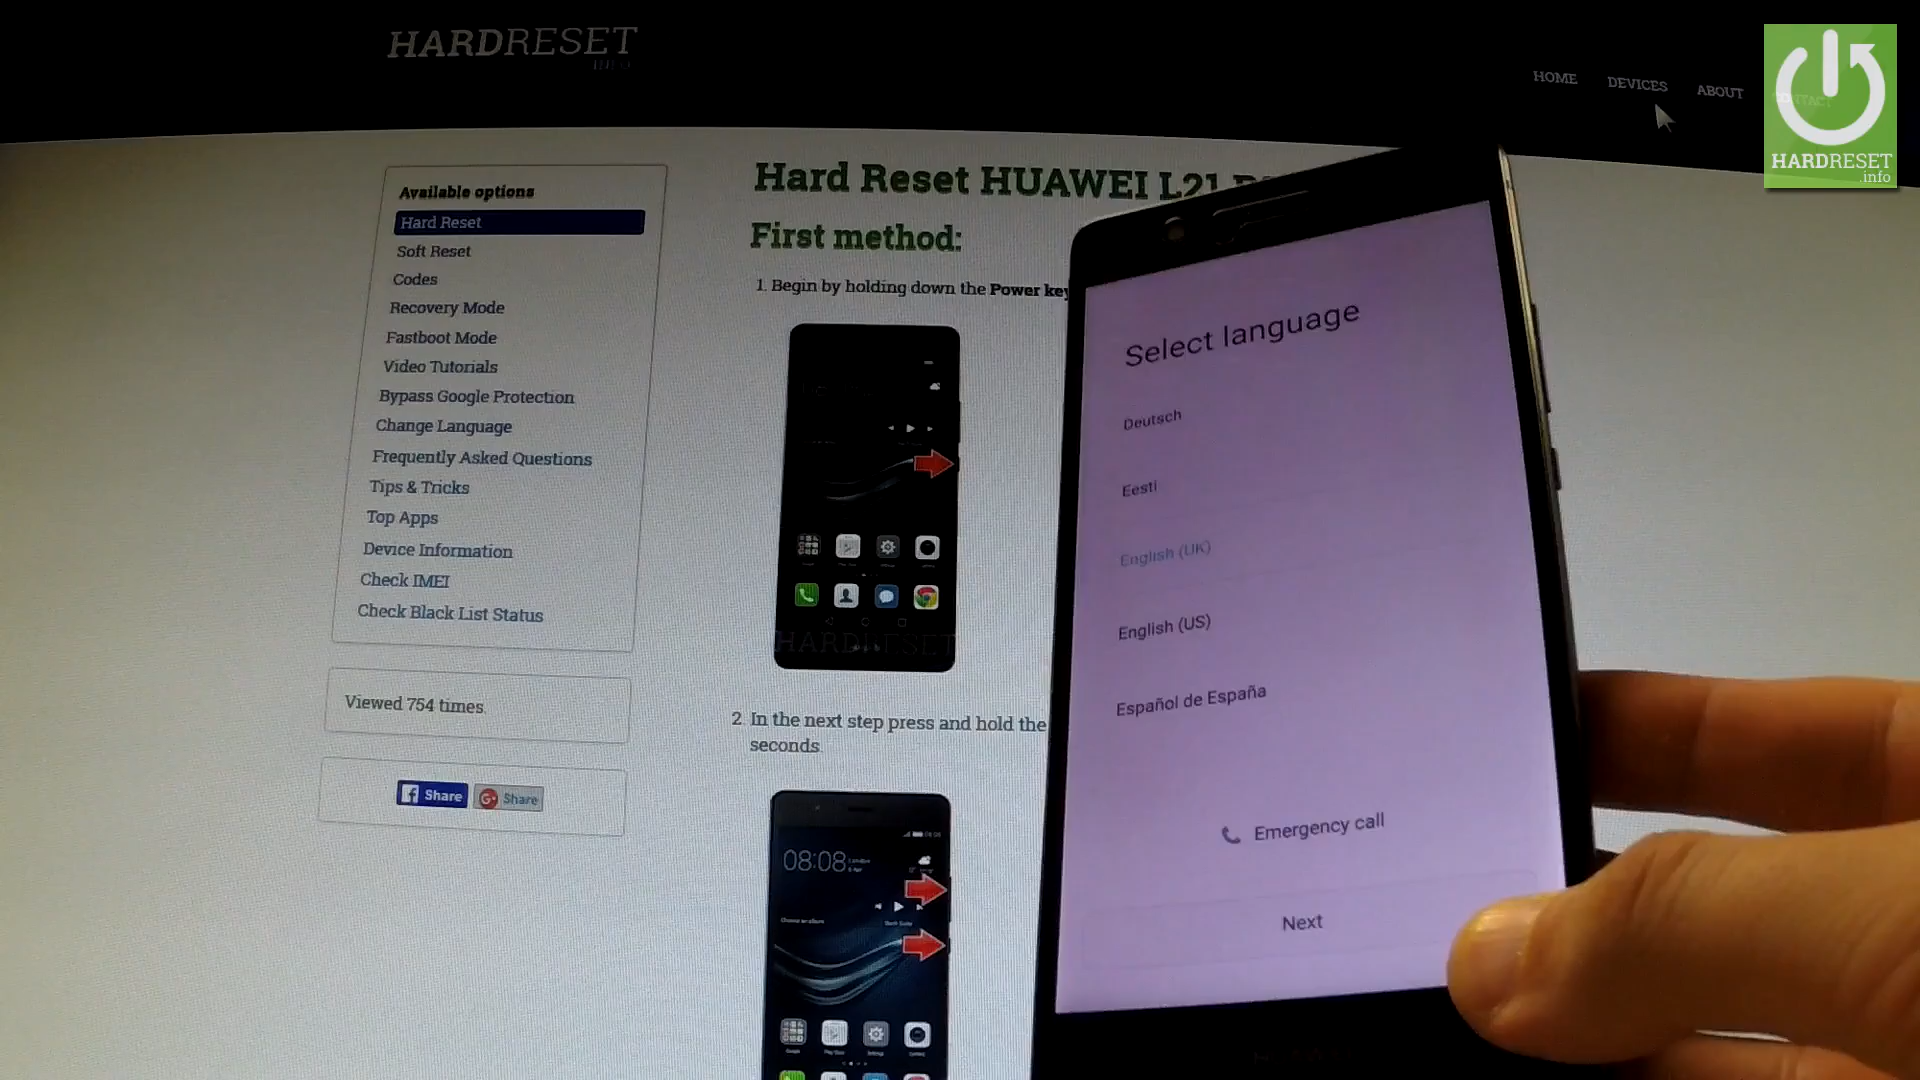 HARDRESET
INFO
HOME
DEVICES
ABOUT
CONTACT
HARDRESET
.info
Available options
Hard Reset
Soft Reset
Codes
Recovery Mode
Fastboot Mode
Video Tutorials
Bypass Google Protection
Change Language
Frequently Asked Questions
Tips & Tricks
Top Apps
Device Information
Check IMEI
Check Black List Status
Viewed 754 times.
Share
Share
Hard Reset HUAWEI L21
First method:
1. Begin by holding down the Power key
HARDRESET
2. In the next step press and hold the
seconds.
08:08
Select language
Deutsch
Eesti
English (UK)
English (US)
Español de España
Emergency call
Next